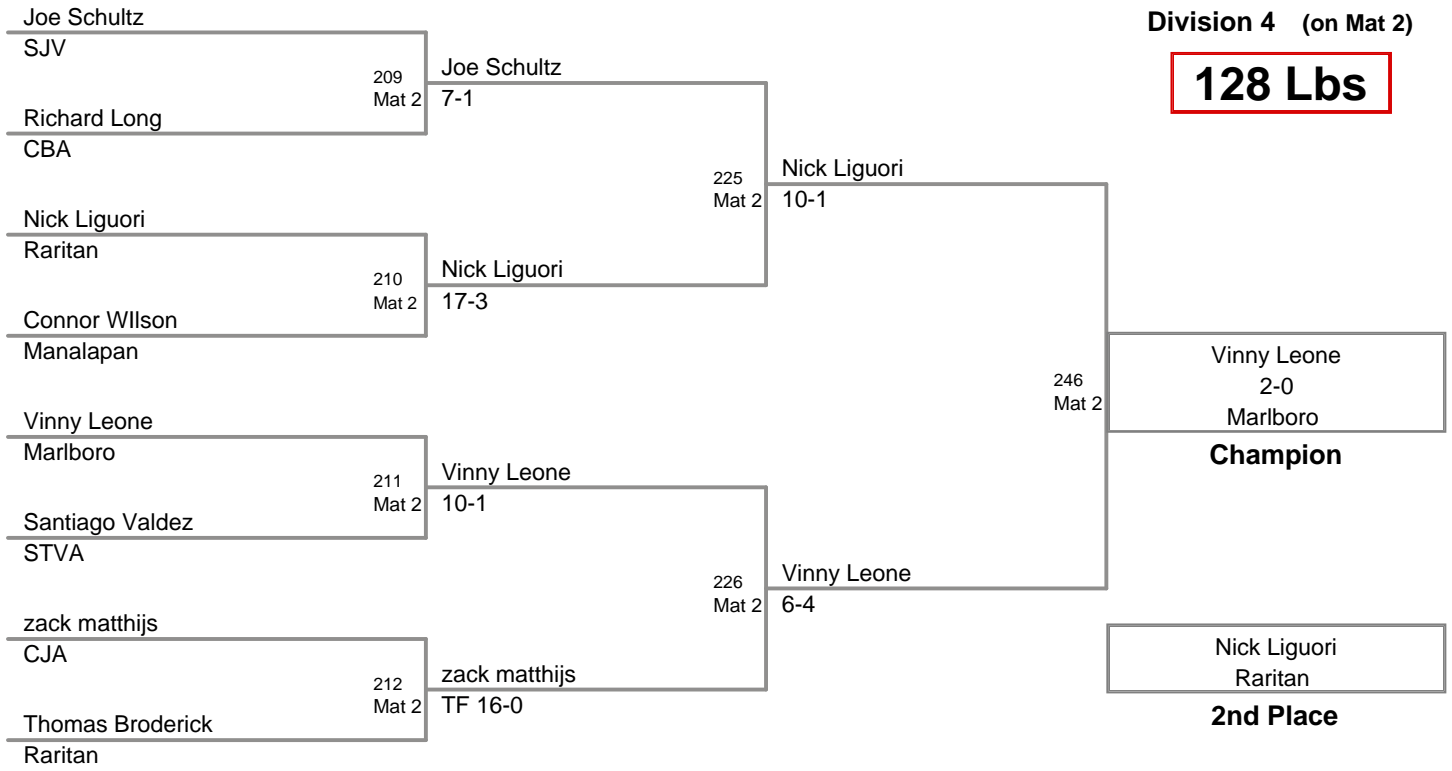 Division 4 (on Mat 2)
128 Lbs
Joe Schultz
SJV
209
Mat 2
Joe Schultz
7-1
Richard Long
CBA
225
Mat 2
Nick Liguori
10-1
Nick Liguori
Raritan
210
Mat 2
Nick Liguori
17-3
Connor WIlson
Manalapan
246
Mat 2
Vinny Leone
2-0
Marlboro
Champion
Vinny Leone
Marlboro
211
Mat 2
Vinny Leone
10-1
Santiago Valdez
STVA
226
Mat 2
Vinny Leone
6-4
zack matthijs
CJA
212
Mat 2
zack matthijs
TF 16-0
Thomas Broderick
Raritan
Nick Liguori
Raritan
2nd Place